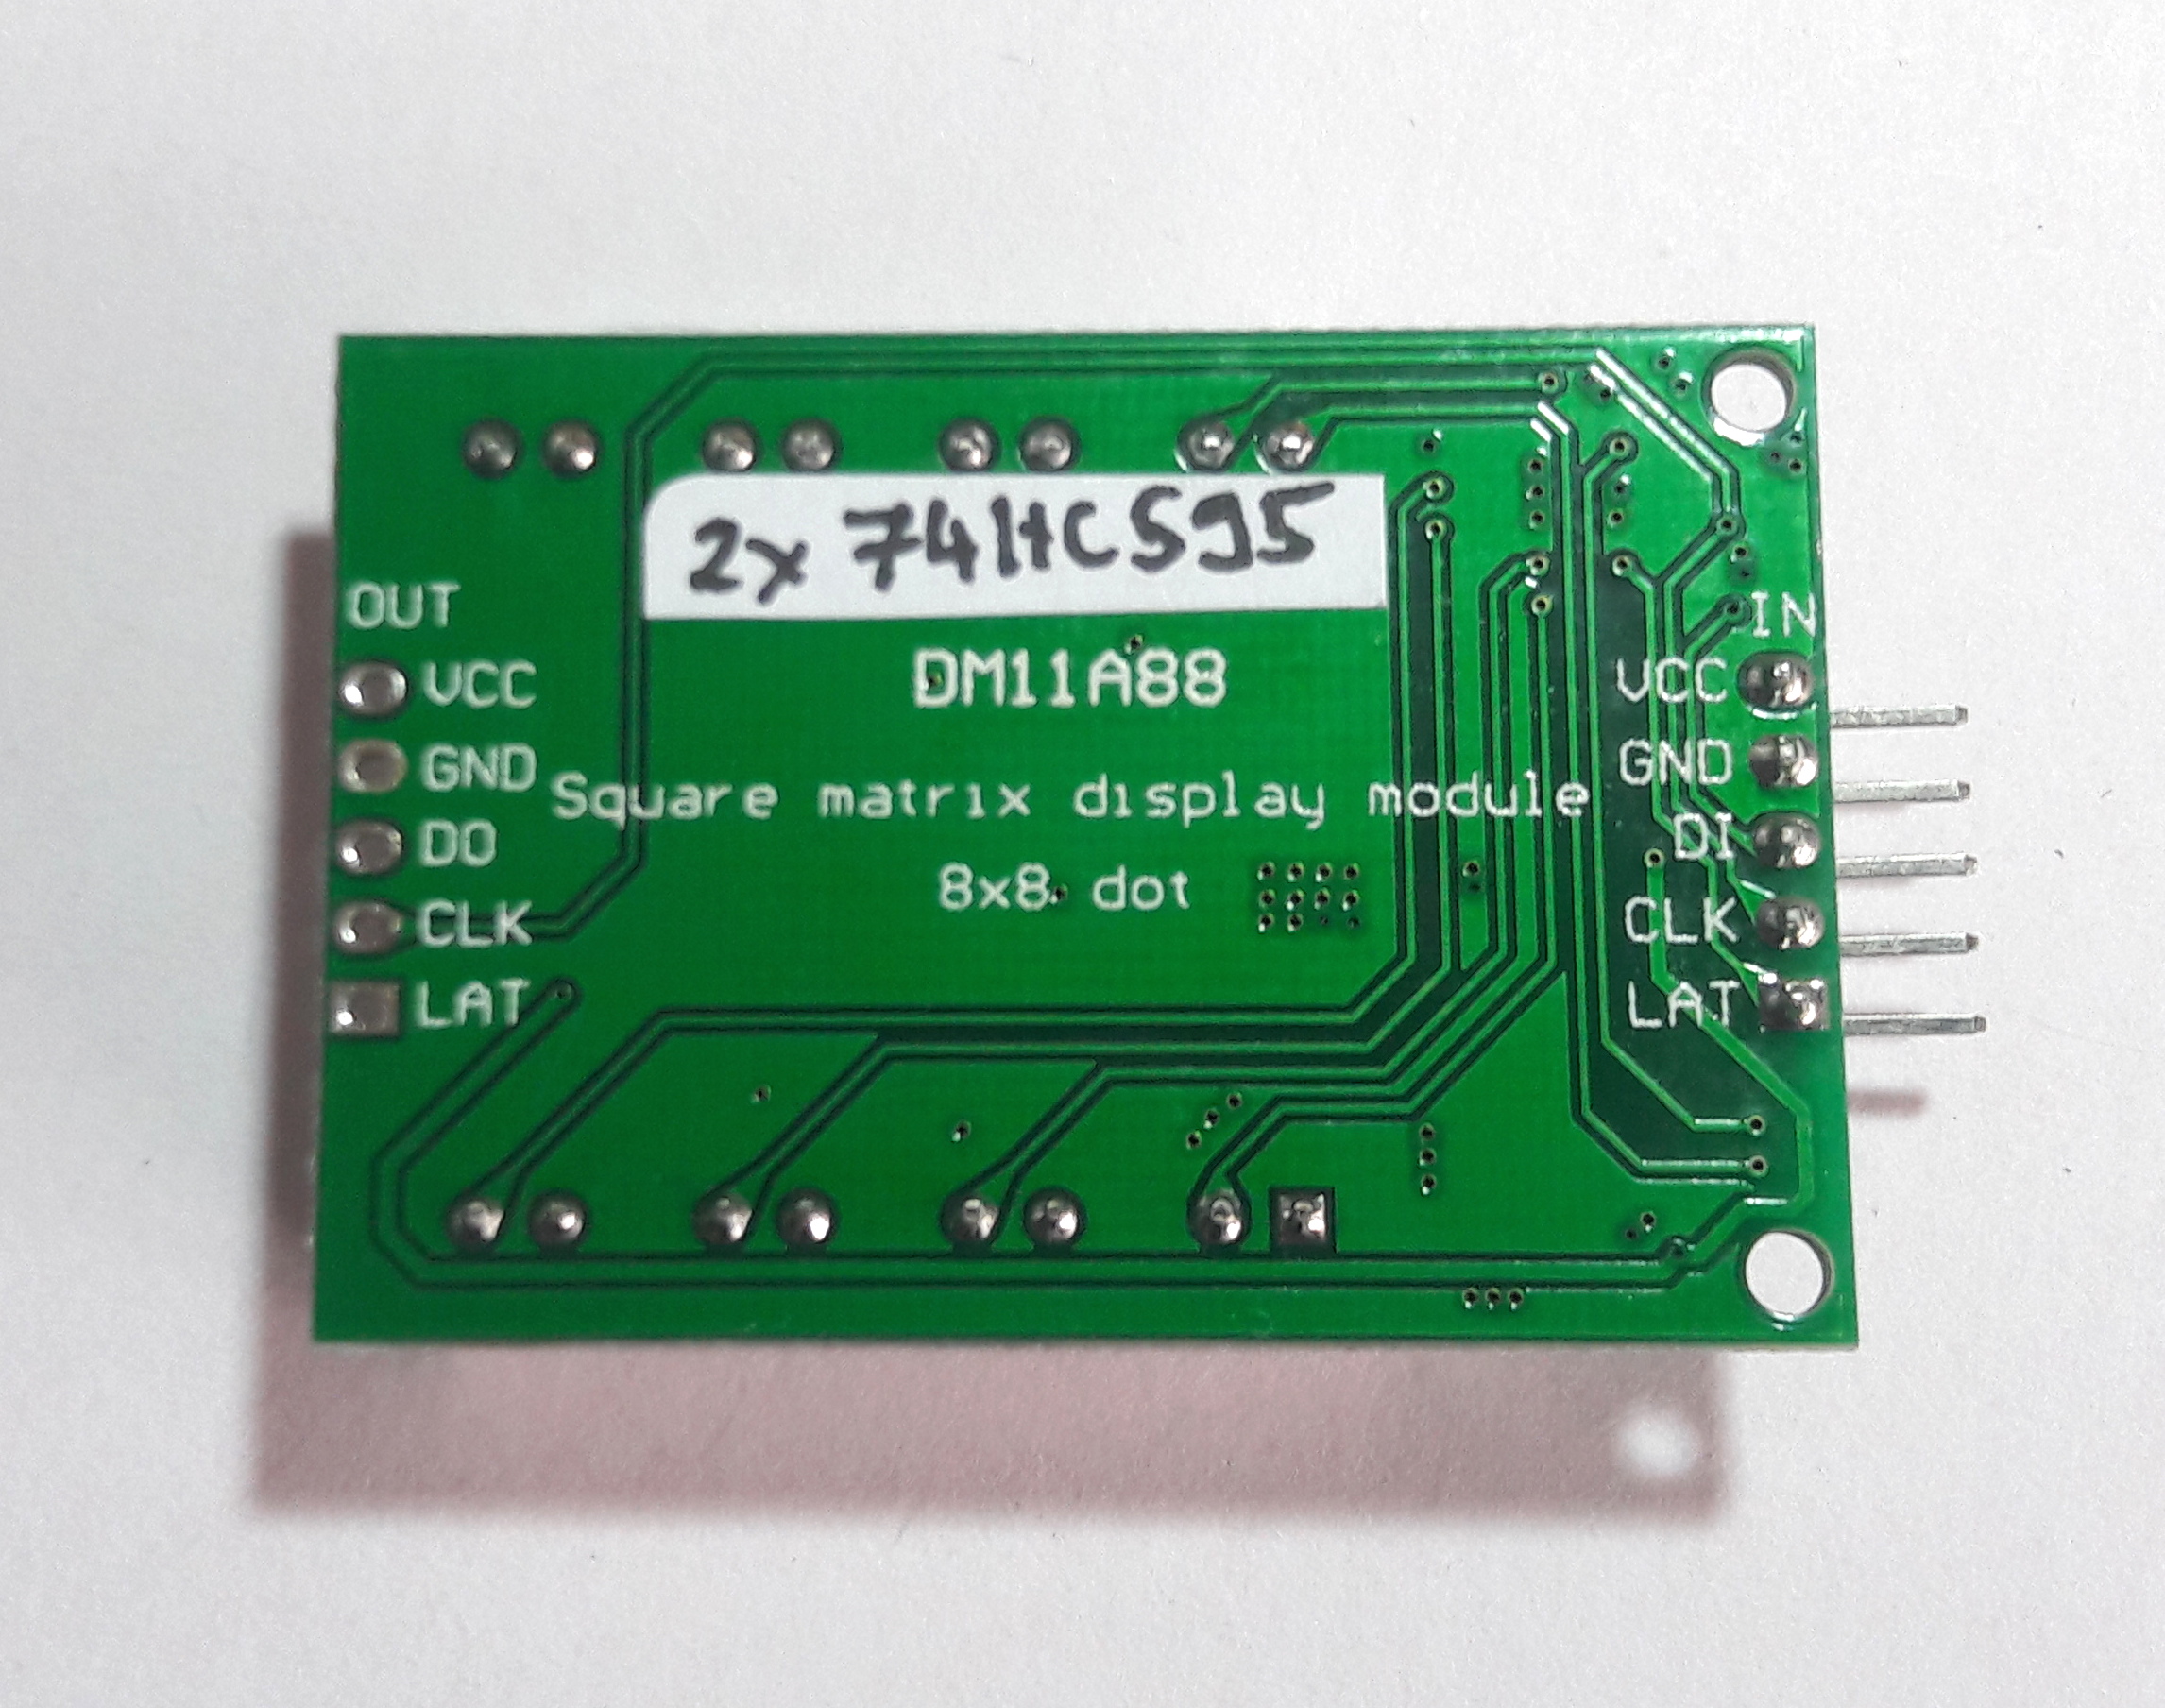 2x 74HC595
OUT
VCC
GND
DO
CLK
LAT
DM11A88
Square matrix display module
8x8 dot
IN
VCC
GND
DI
CLK
LAT